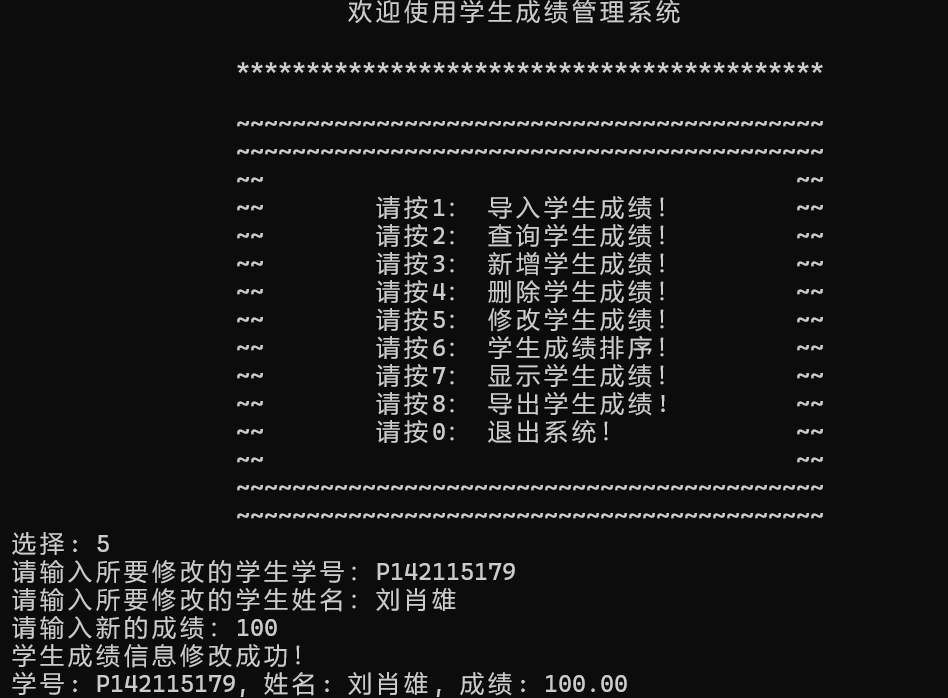 欢迎使用学生成绩管理系统
******************************************
~~~~~~~~~~~~~~~~~~~~~~~~~~~~~~~~~~~~~~~~~~
~~~~~~~~~~~~~~~~~~~~~~~~~~~~~~~~~~~~~~~~~~
~~ ~~
~~ 请按1: 导入学生成绩! ~~
~~ 请按2: 查询学生成绩! ~~
~~ 请按3: 新增学生成绩! ~~
~~ 请按4: 删除学生成绩! ~~
~~ 请按5: 修改学生成绩! ~~
~~ 请按6: 学生成绩排序! ~~
~~ 请按7: 显示学生成绩! ~~
~~ 请按8: 导出学生成绩! ~~
~~ 请按0: 退出系统! ~~
~~ ~~
~~~~~~~~~~~~~~~~~~~~~~~~~~~~~~~~~~~~~~~~~~
~~~~~~~~~~~~~~~~~~~~~~~~~~~~~~~~~~~~~~~~~~
选择: 5
请输入所要修改的学生学号: P142115179
请输入所要修改的学生姓名: 刘肖雄
请输入新的成绩: 100
学生成绩信息修改成功!
学号: P142115179, 姓名: 刘肖雄, 成绩: 100.00